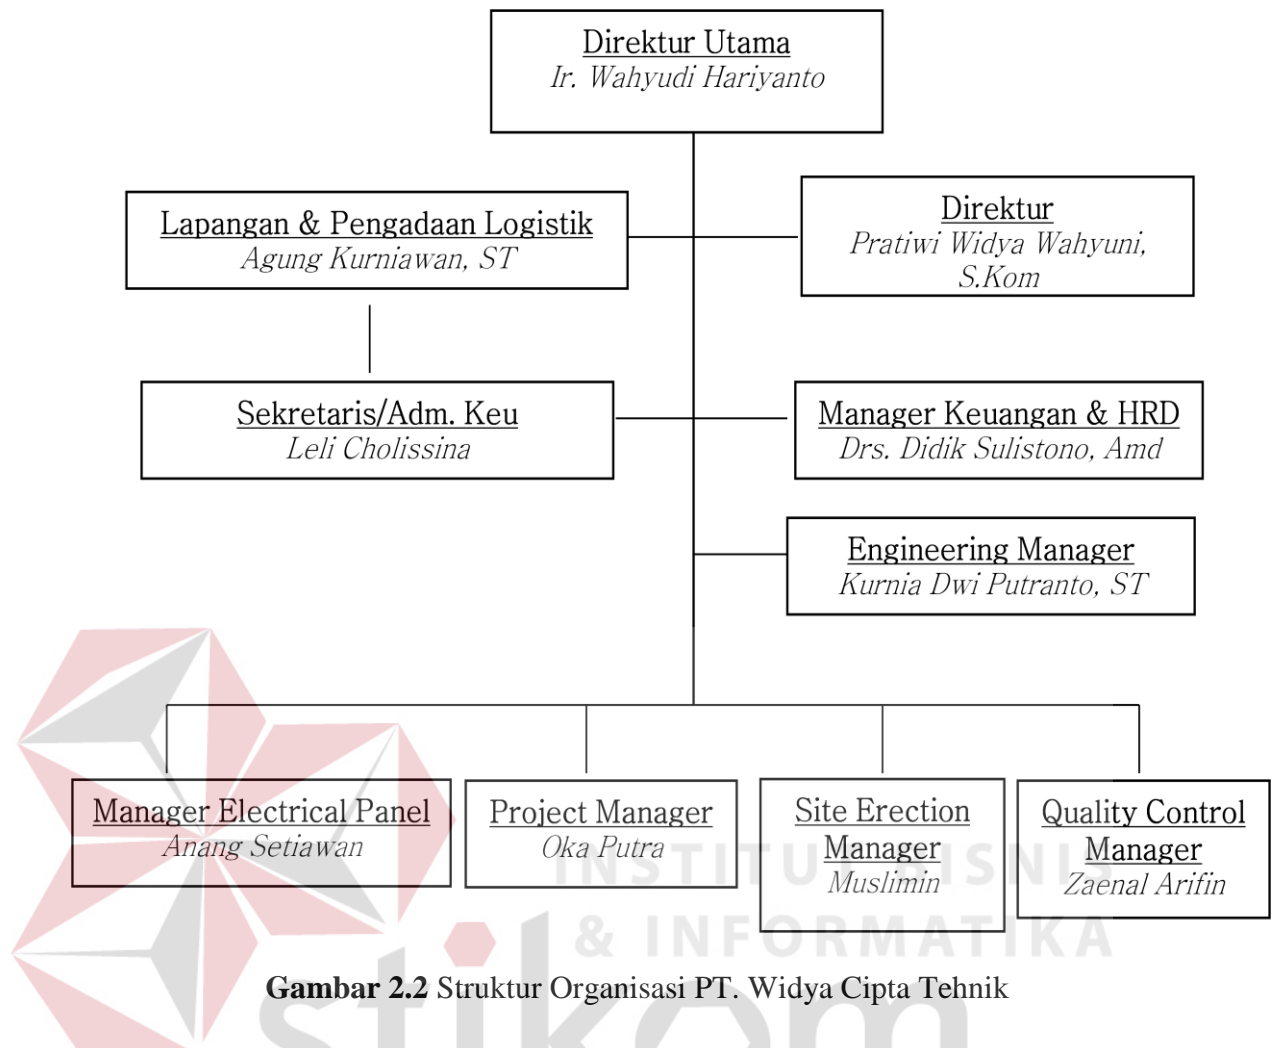 Direktur Utama
Ir. Wahyudi Hariyanto
Lapangan & Pengadaan Logistik
Agung Kurniawan, ST
Direktur
Pratiwi Widya Wahyuni,
S.Kom
Sekretaris/Adm. Keu
Leli Cholissina
Manager Keuangan & HRD
Drs. Didik Sulistono, Amd
Engineering Manager
Kurnia Dwi Putranto, ST
Manager Electrical Panel
Anang Setiawan
Project Manager
Oka Putra
Site Erection
Manager
Muslimin
Quality Control
Manager
Zaenal Arifin
INSTITUT BISNIS
& INFORMATIKA
stikom
Gambar 2.2 Struktur Organisasi PT. Widya Cipta Tehnik